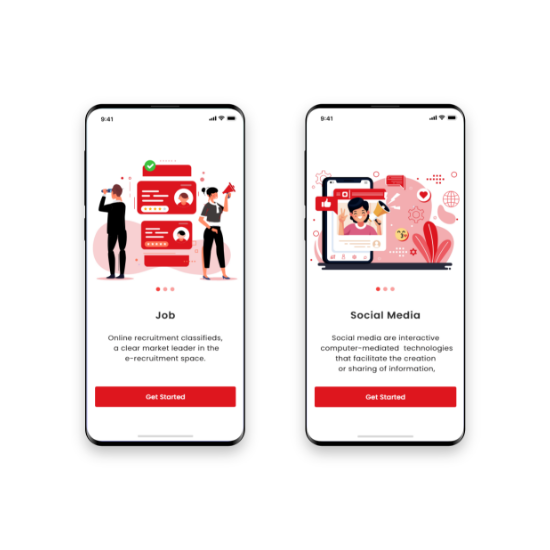 9:41
Job
Online recruitment classifieds,
a clear market leader in the
e-recruitment space.
Get Started
9:41
Social Media
Social media are interactive
computer-mediated technologies
that facilitate the creation
or sharing of information,
Get Started